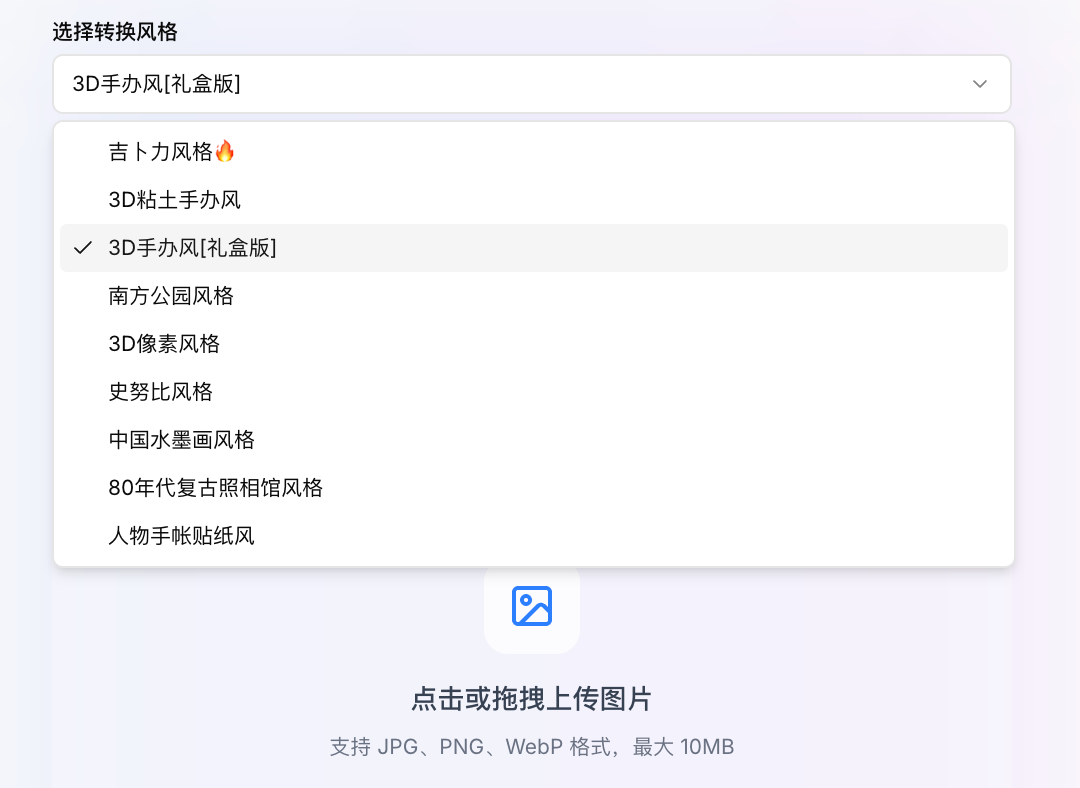 选择转换风格
3D手办风[礼盒版]
吉卜力风格🔥
3D粘土手办风
3D手办风[礼盒版]
南方公园风格
3D像素风格
史努比风格
中国水墨画风格
80年代复古照相馆风格
人物手帐贴纸风
点击或拖拽上传图片
支持 JPG、PNG、WebP 格式，最大 10MB